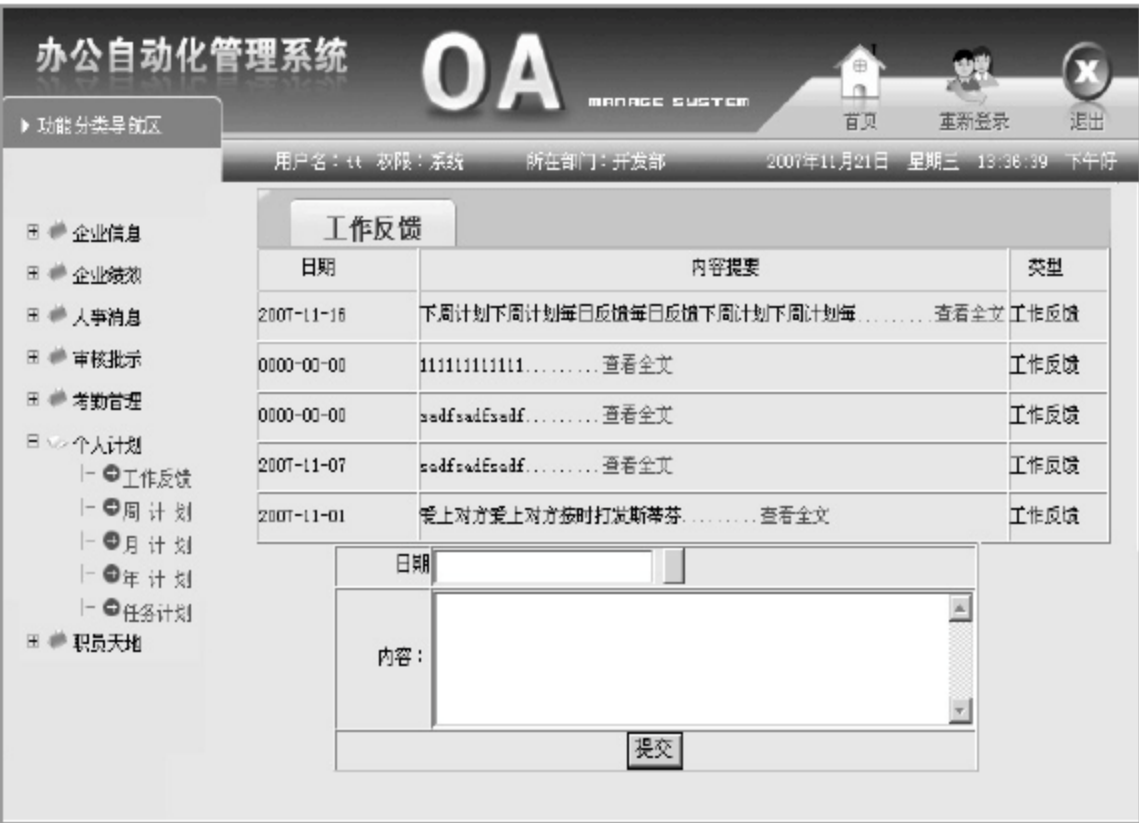 办公自动化管理系统
OA
MANAGE SYSTEM
首页
重新登录
退出
功能分类导航区
用户名：tt 权限：系统 所在部门：开发部 2007年11月21日 星期三 13:36:39 下午好
企业信息
企业绩效
人事消息
审核批示
考勤管理
个人计划
工作反馈
周 计 划
月 计 划
年 计 划
任务计划
职员天地
工作反馈
日期 内容提要 类型
2007-11-16 下周计划下周计划每日反馈每日反馈下周计划下周计划每.........查看全文 工作反馈
0000-00-00 111111111111.........查看全文 工作反馈
0000-00-00 sadfsadfsadf.........查看全文 工作反馈
2007-11-07 sadfsadfsadf.........查看全文 工作反馈
2007-11-01 爱上对方爱上对方按时打发斯蒂芬.........查看全文 工作反馈
日期
内容：
提交